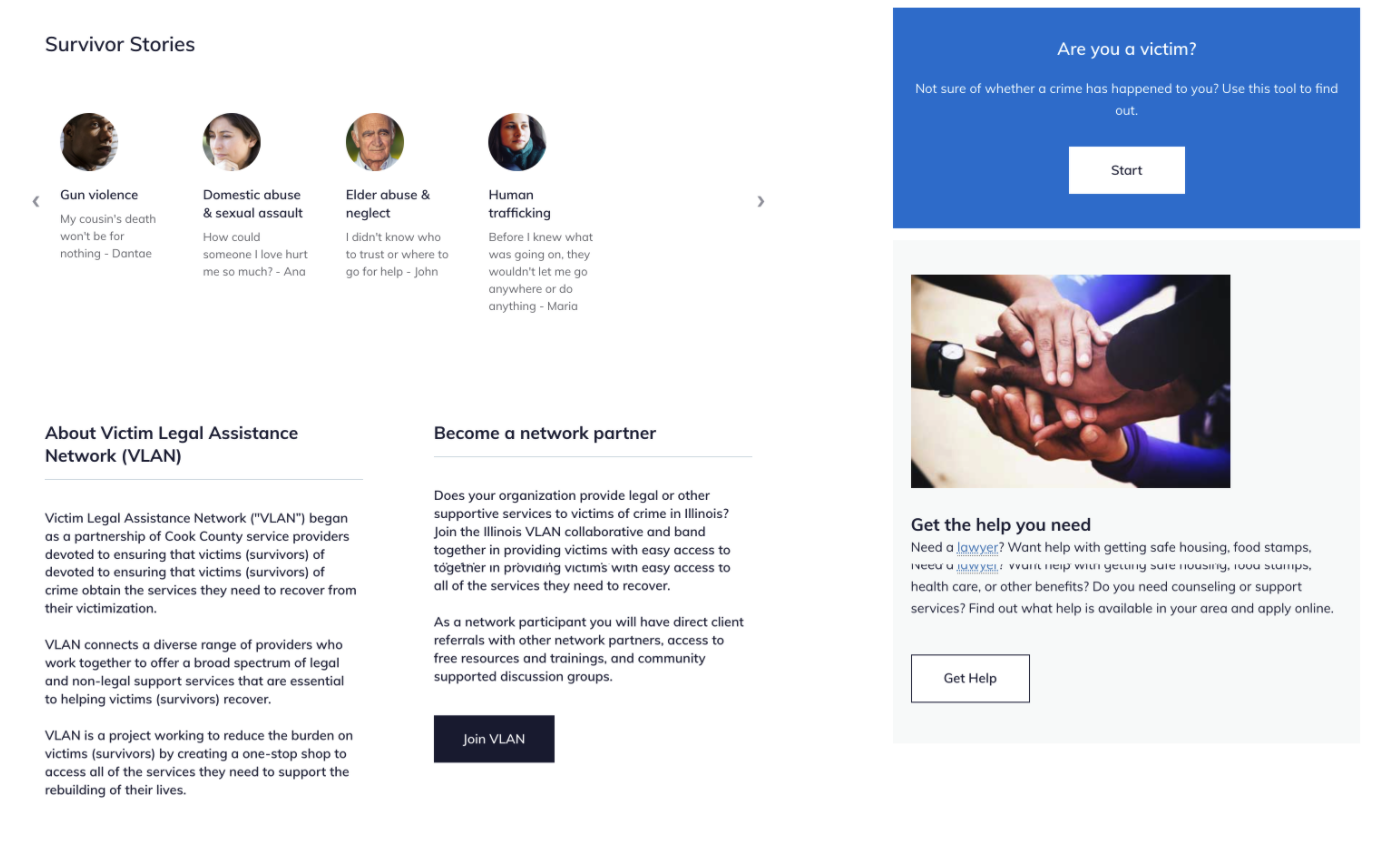 Survivor Stories
‹
Gun violence
My cousin's death
won't be for
nothing - Dantae
Domestic abuse
& sexual assault
How could
someone I love hurt
me so much? - Ana
Elder abuse &
neglect
I didn't know who
to trust or where to
go for help - John
Human
trafficking
Before I knew what
was going on, they
wouldn't let me go
anywhere or do
anything - Maria
›
About Victim Legal Assistance
Network (VLAN)
Victim Legal Assistance Network ("VLAN") began
as a partnership of Cook County service providers
devoted to ensuring that victims (survivors) of
devoted to ensuring that victims (survivors) of
crime obtain the services they need to recover from
their victimization.
VLAN connects a diverse range of providers who
work together to offer a broad spectrum of legal
and non-legal support services that are essential
to helping victims (survivors) recover.
VLAN is a project working to reduce the burden on
victims (survivors) by creating a one-stop shop to
access all of the services they need to support the
rebuilding of their lives.
Become a network partner
Does your organization provide legal or other
supportive services to victims of crime in Illinois?
Join the Illinois VLAN collaborative and band
together in providing victims with easy access to
together in providing victims with easy access to
all of the services they need to recover.
As a network participant you will have direct client
referrals with other network partners, access to
free resources and trainings, and community
supported discussion groups.
Join VLAN
Are you a victim?
Not sure of whether a crime has happened to you? Use this tool to find
out.
Start
Get the help you need
Need a lawyer? Want help with getting safe housing, food stamps,
Need a lawyer? Want help with getting safe housing, food stamps,
health care, or other benefits? Do you need counseling or support
services? Find out what help is available in your area and apply online.
Get Help